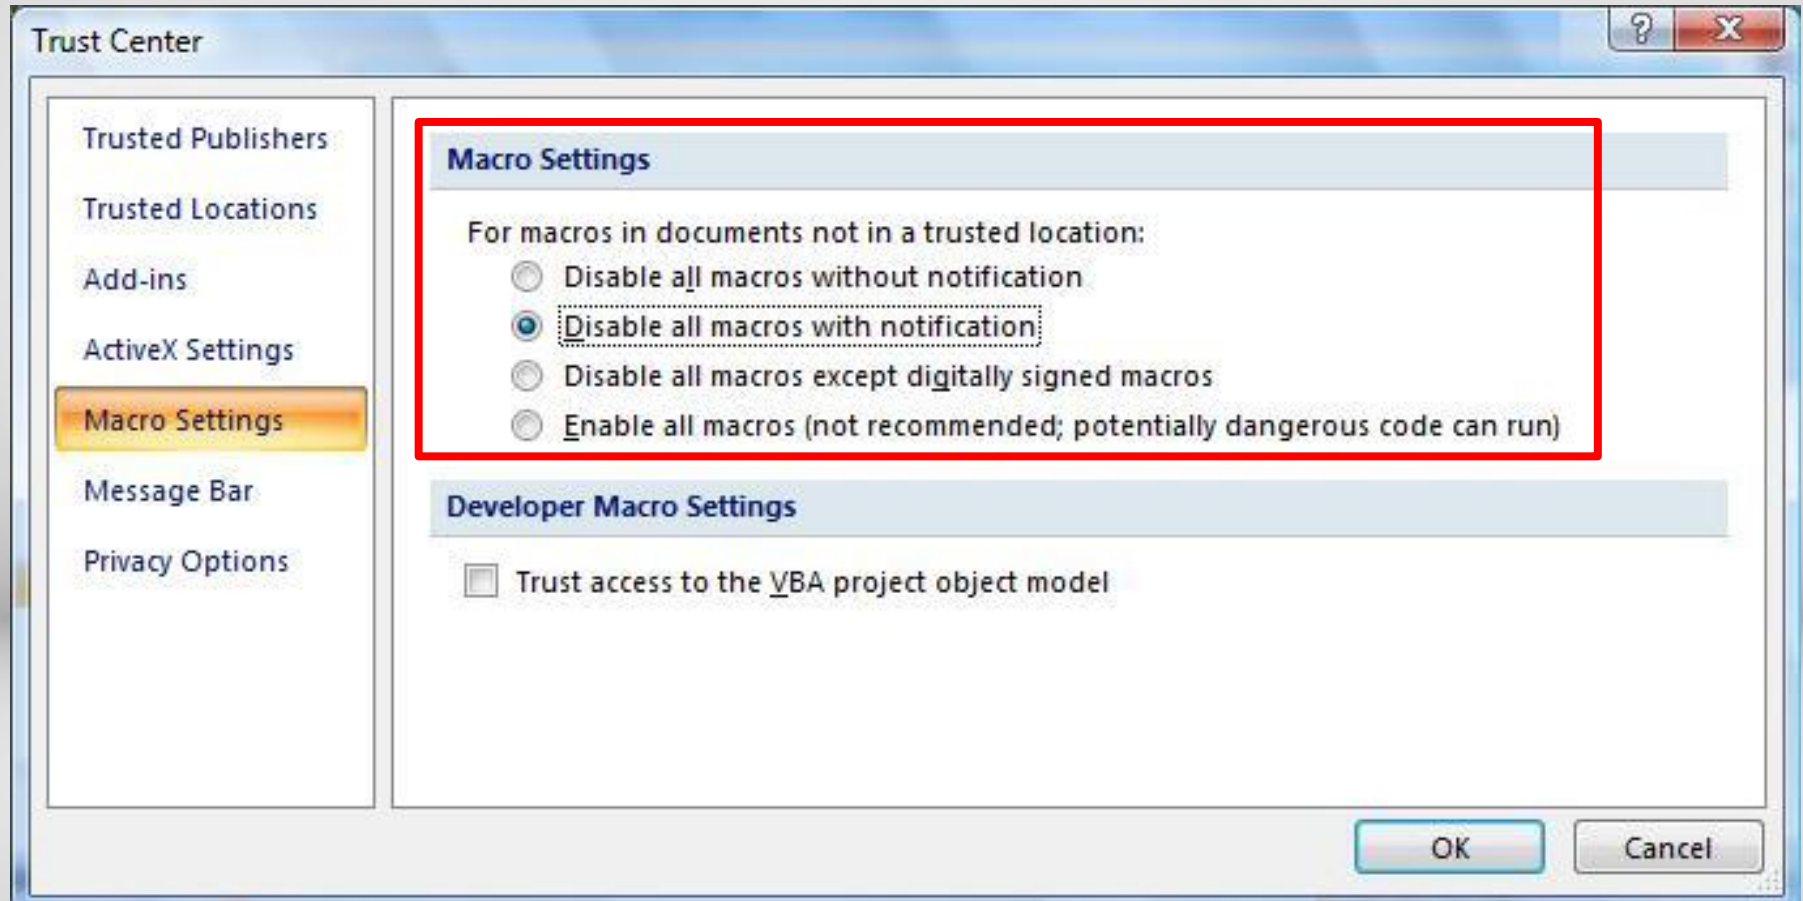 Trust Center
Trusted Publishers
Trusted Locations
Add-ins
ActiveX Settings
Macro Settings
Message Bar
Privacy Options
Macro Settings
For macros in documents not in a trusted location:
Disable all macros without notification
Disable all macros with notification
Disable all macros except digitally signed macros
Enable all macros (not recommended; potentially dangerous code can run)
Developer Macro Settings
Trust access to the VBA project object model
OK
Cancel